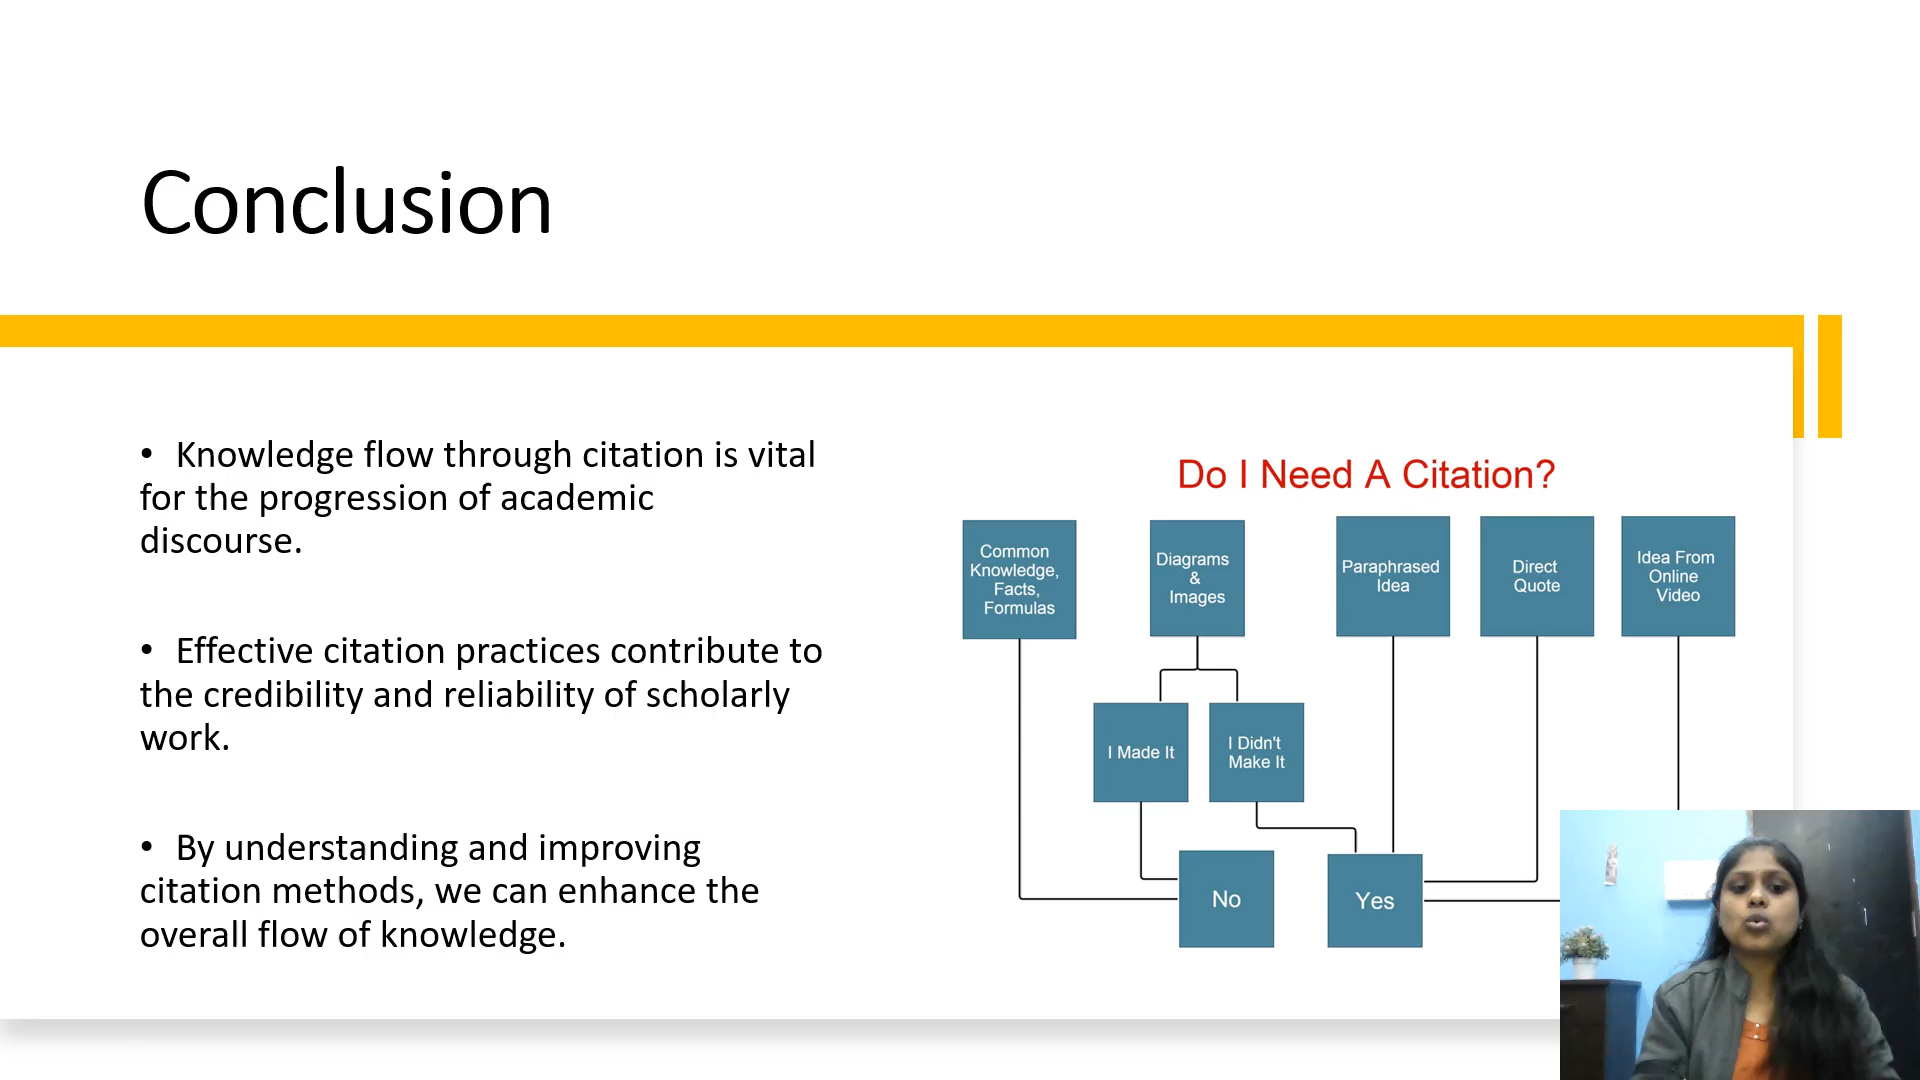 Conclusion
• Knowledge flow through citation is vital
for the progression of academic
discourse.
• Effective citation practices contribute to
the credibility and reliability of scholarly
work.
• By understanding and improving
citation methods, we can enhance the
overall flow of knowledge.
Do I Need A Citation?
Common
Knowledge,
Facts,
Formulas
Diagrams
&
Images
Paraphrased
Idea
Direct
Quote
Idea From
Online
Video
I Made It
I Didn't
Make It
No
Yes